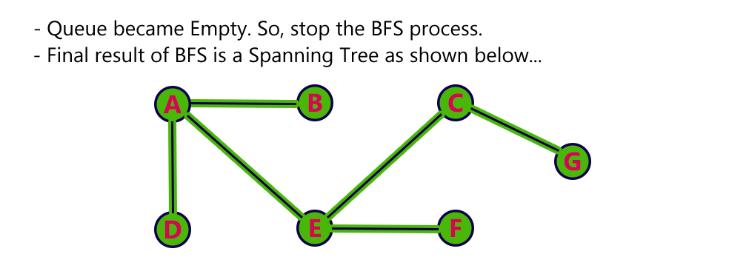 - Queue became Empty. So, stop the BFS process.
- Final result of BFS is a Spanning Tree as shown below...
A B C
G
D E F